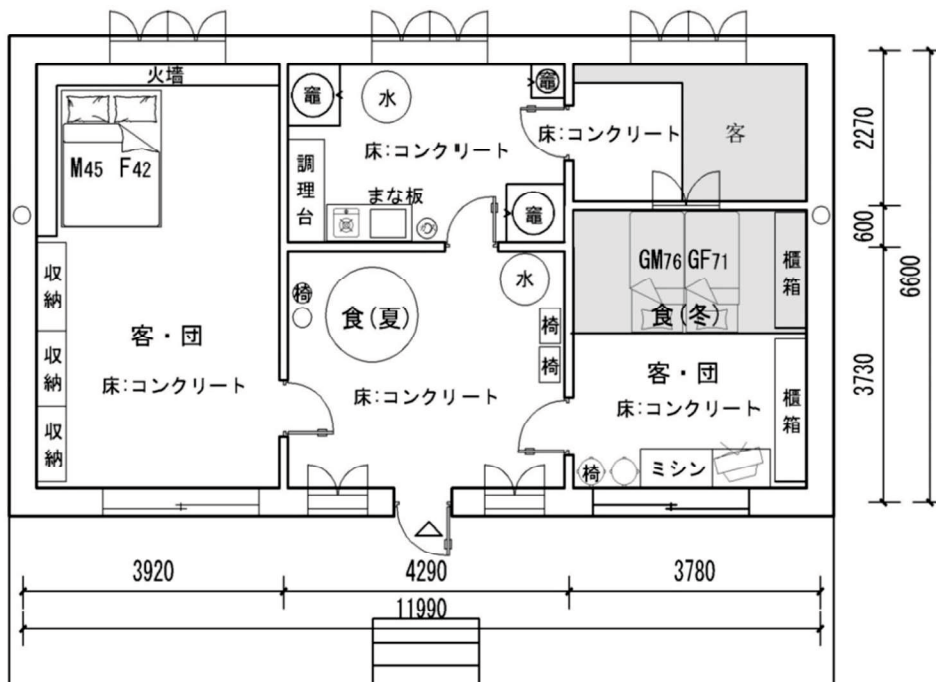 火墙
竈
水
竈
床:コンクリート
客
M45 F42
床:コンクリート
調理台
まな板
竈
収納
収納
収納
客・団
床:コンクリート
椅
食(夏)
水
椅
椅
床:コンクリート
GM76 GF71
食(冬)
櫃箱
客・団
床:コンクリート
櫃箱
椅
ミシン
2270
600
3730
6600
3920
4290
3780
11990